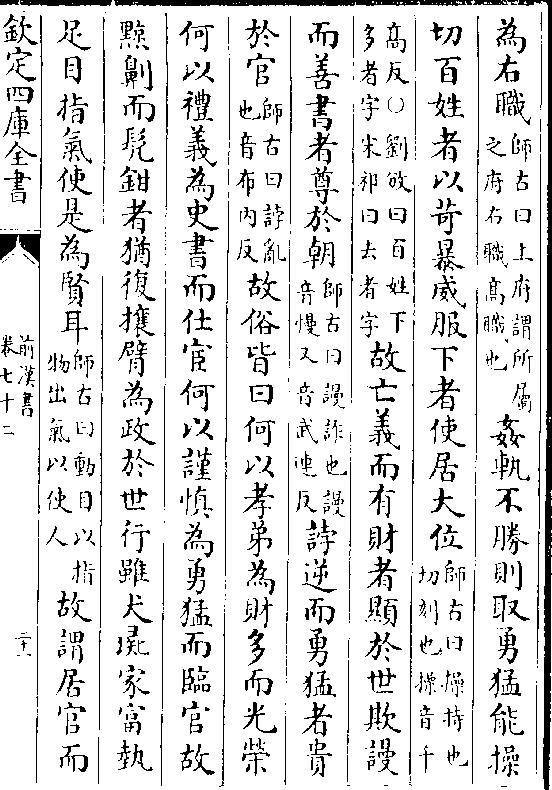 為右職師古曰上府謂所屬之府右職高職也姦軌不勝則取勇猛能操
切百姓者以苛暴威服下者使居大位師古曰操持也切刻也操音千
高反○劉攽曰百姓下多者字宋祁曰去者字故亡義而有財者顯於世欺謾
而善書者尊於朝師古曰謾誑也謾音慢又音武連反誖逆而勇猛者貴
於官師古曰誖亂也音布內反故俗皆曰何以孝弟為財多而光榮
何以禮義為史書而仕宦何以謹慎為勇猛而臨官故
黥劓而髠鉗者猶復攘臂為政於世行雖犬彘家富埶
足目指氣使是為賢耳師古曰動目以指物出氣以使人故謂居官而
欽定四庫全書
前漢書
卷七十二
二十